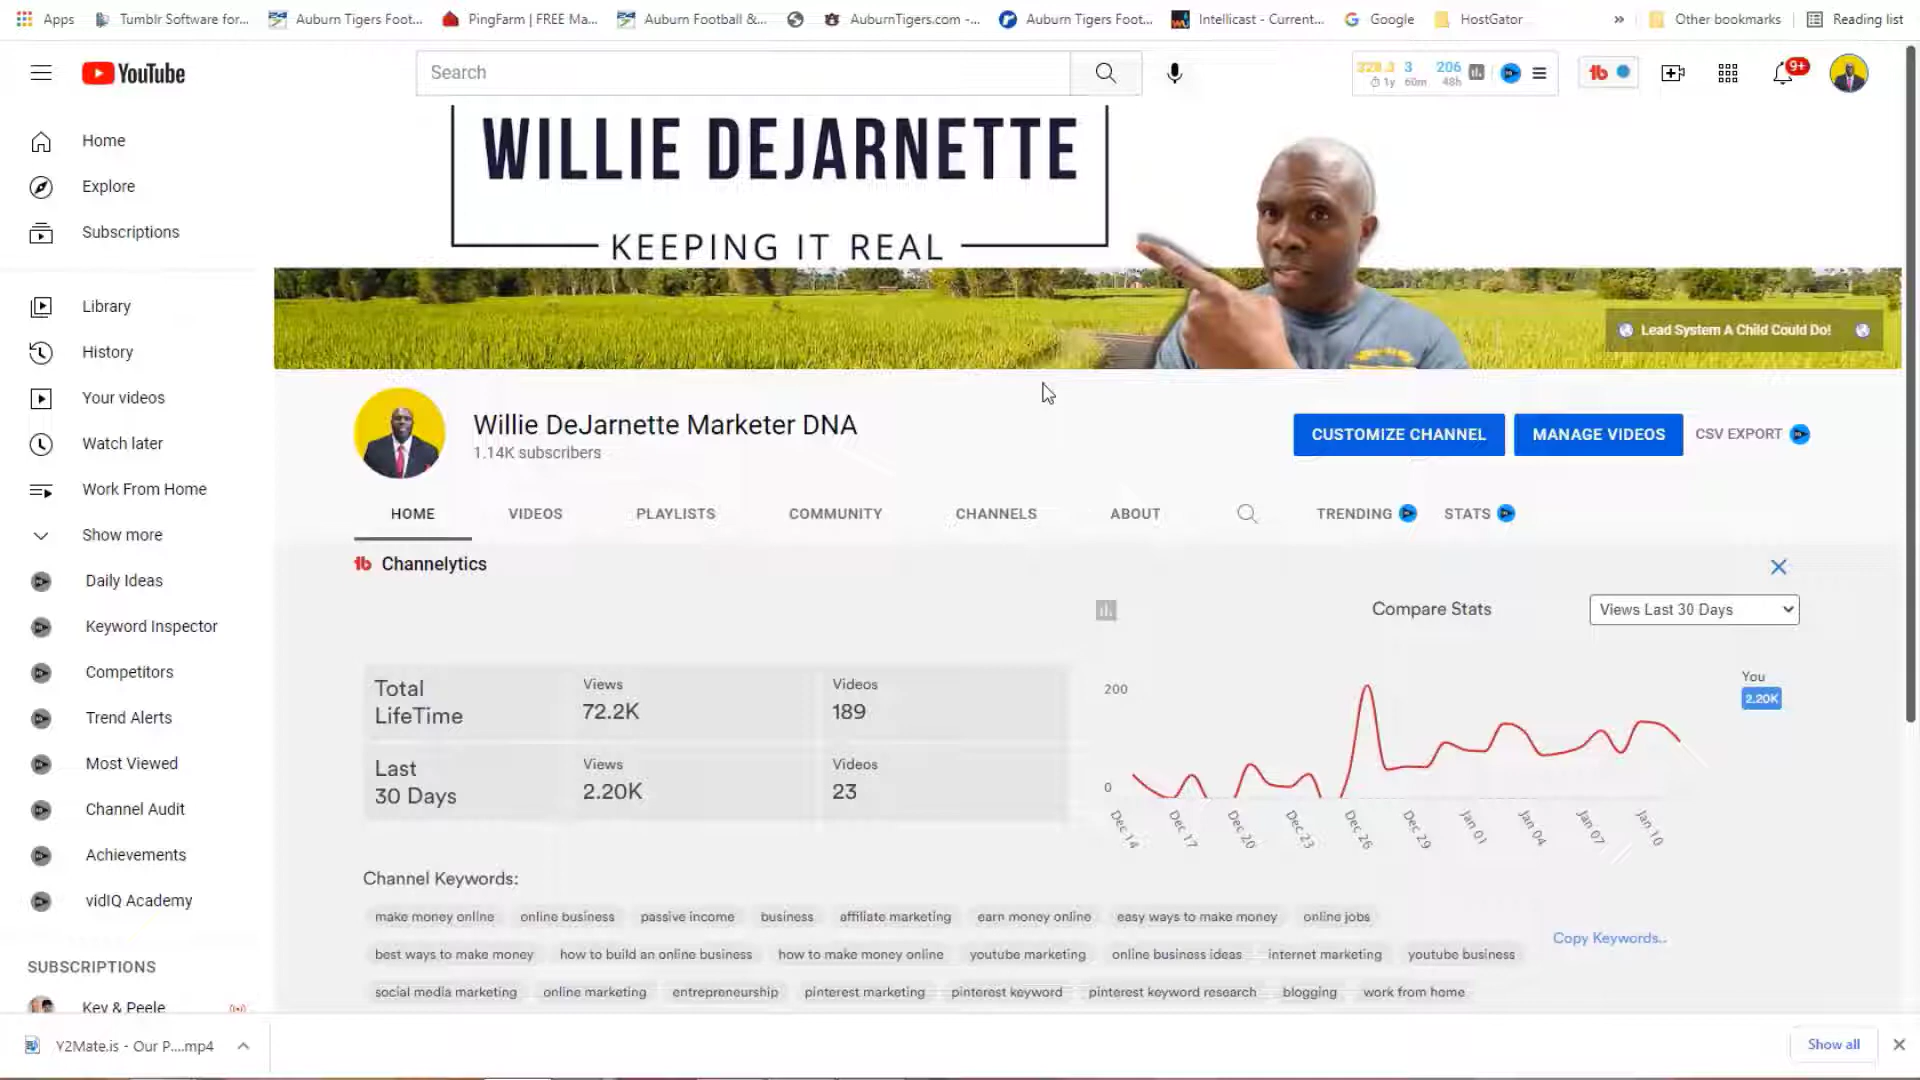 Apps Tumblr Software for... Auburn Tigers Foot... PingFarm | FREE Ma... Auburn Football &... AuburnTigers.com -... Auburn Tigers Foot... Intellicast - Current... Google HostGator » Other bookmarks Reading list
YouTube
Search
328.3 3 206
1y 60m 48h
9+
Home
Explore
Subscriptions
Library
History
Your videos
Watch later
Work From Home
Show more
Daily Ideas
Keyword Inspector
Competitors
Trend Alerts
Most Viewed
Channel Audit
Achievements
vidIQ Academy
SUBSCRIPTIONS
Key & Peele
WILLIE DEJARNETTE
KEEPING IT REAL
Lead System A Child Could Do!
Willie DeJarnette Marketer DNA
1.14K subscribers
CUSTOMIZE CHANNEL MANAGE VIDEOS CSV EXPORT
HOME VIDEOS PLAYLISTS COMMUNITY CHANNELS ABOUT TRENDING STATS
tb Channelytics
Compare Stats Views Last 30 Days
Total LifeTime
Views
72.2K
Videos
189
Last 30 Days
Views
2.20K
Videos
23
200
0
Dec 14 Dec 17 Dec 20 Dec 23 Dec 26 Dec 29 Jan 01 Jan 04 Jan 07 Jan 10
You
2.20K
Channel Keywords:
make money online online business passive income business affiliate marketing earn money online easy ways to make money online jobs
best ways to make money how to build an online business how to make money online youtube marketing online business ideas internet marketing youtube business
social media marketing online marketing entrepreneurship pinterest marketing pinterest keyword pinterest keyword research blogging work from home
Copy Keywords..
Y2Mate.is - Our P....mp4
Show all